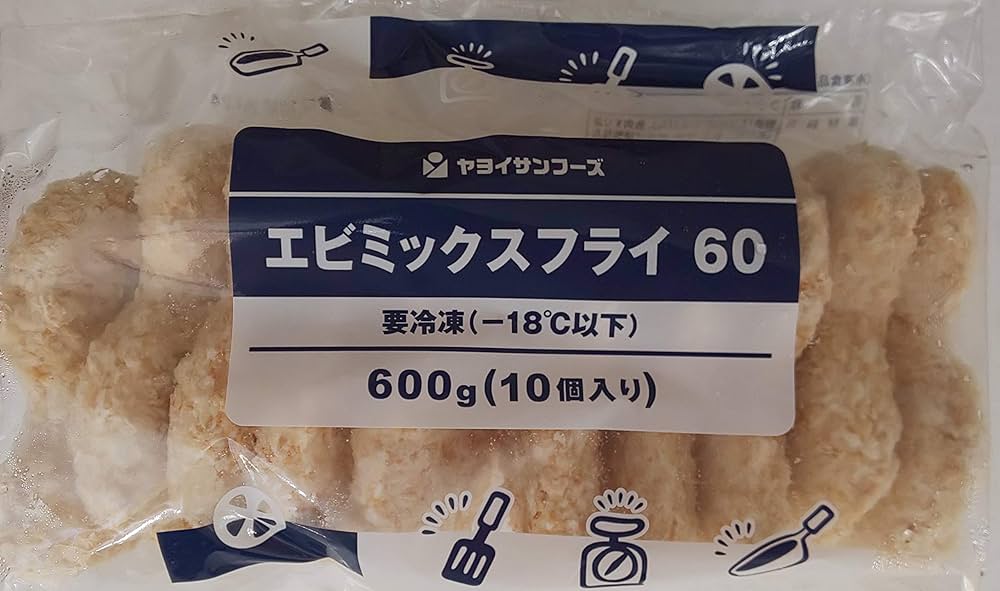 ヤヨイサンフーズ
エビミックスフライ 60
要冷凍(－18℃以下)
600g(10個入り)